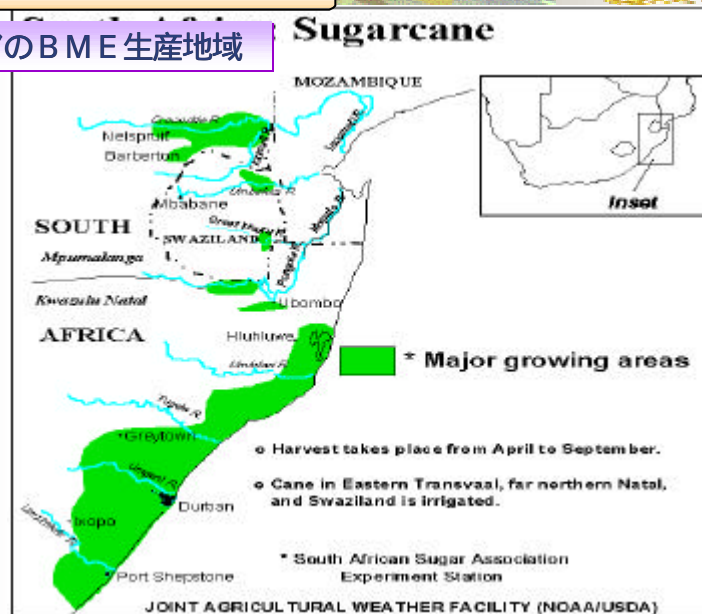 : Sugarcane
のＢＭＥ生産地域
MOZAMBIQUE
Crocodile R.
Nelspruit
Barberton
Mbabane
SOUTH
SWAZILAND
Mpumalanga
Inset
Kwazulu Natal
Ubombo
AFRICA
Hluhluwe
* Major growing areas
Tugela R.
Greytown
o Harvest takes place from April to September.
o Cane in Eastern Transvaal, far northern Natal,
and Swaziland is irrigated.
Durban
Ixopo
* South African Sugar Association
Experiment Station
Port Shepstone
JOINT AGRICULTURAL WEATHER FACILITY (NOAA/USDA)